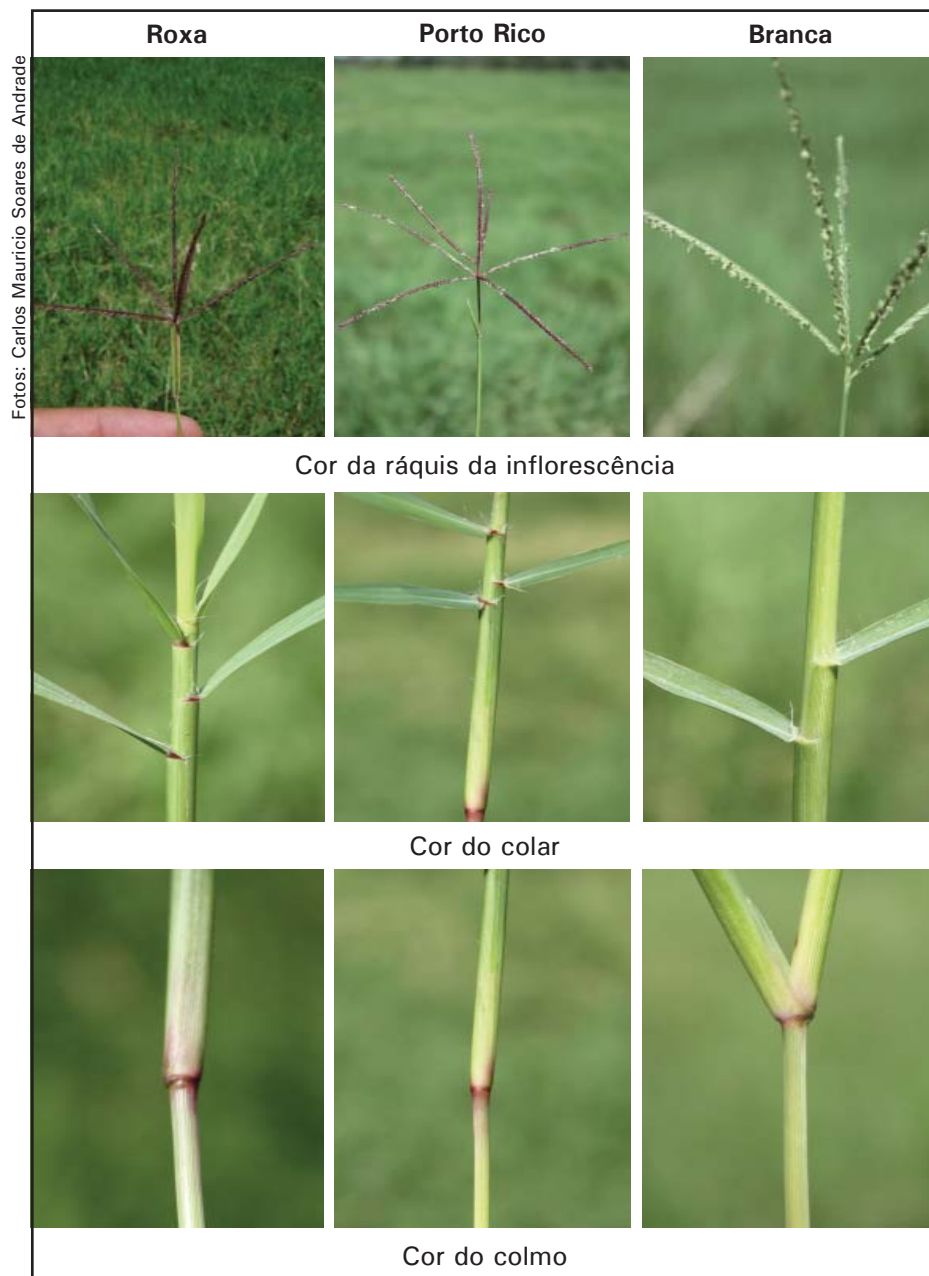 Roxa
Porto Rico
Branca
Fotos: Carlos Mauricio Soares de Andrade
Cor da ráquis da inflorescência
Cor do colar
Cor do colmo